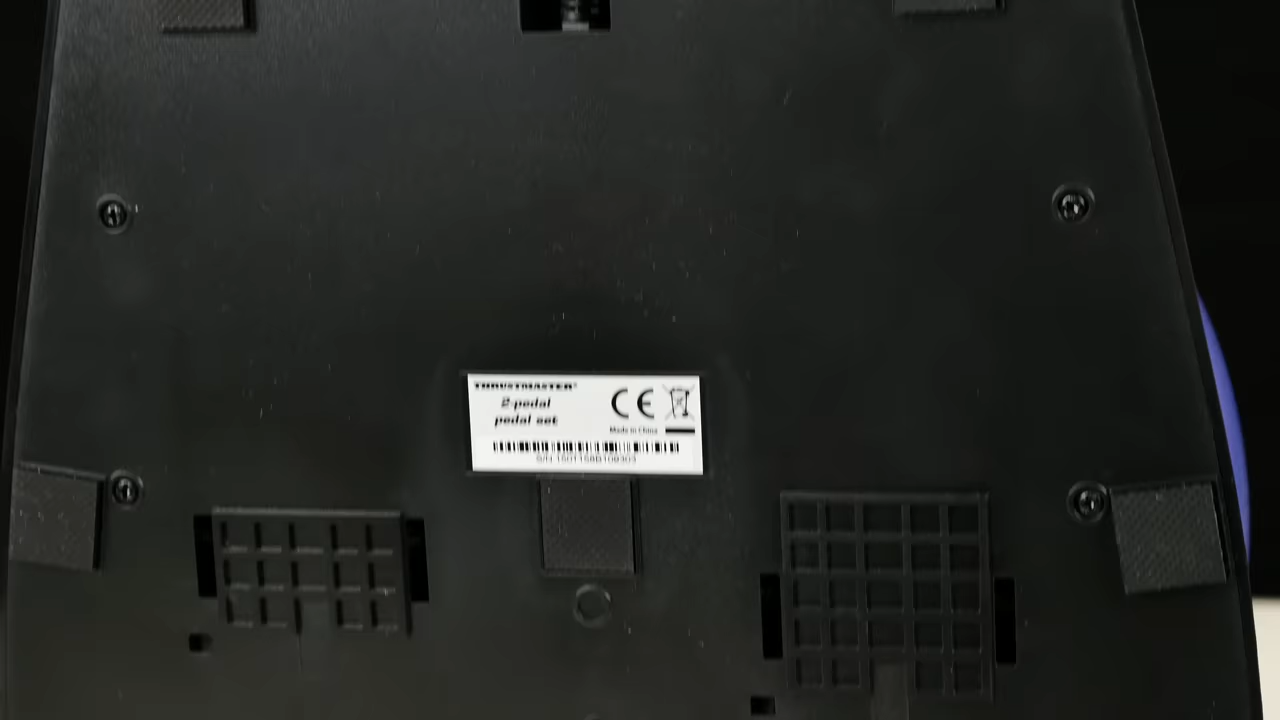 THRUSTMASTER®
2-pedal
pedal set
CE
Made in China